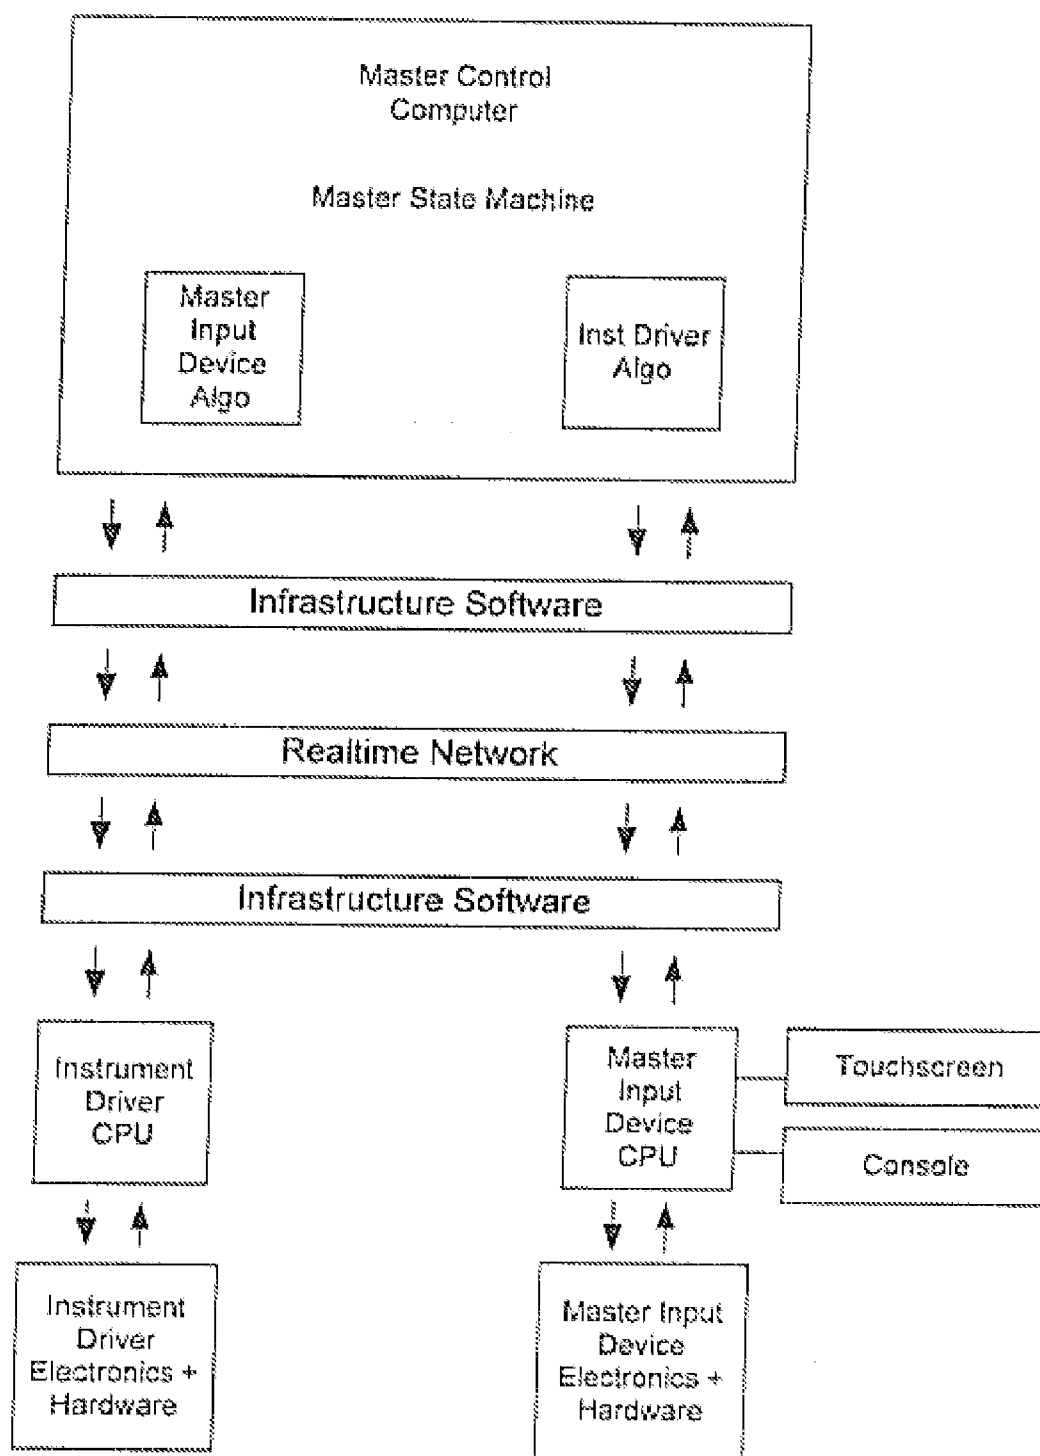 Master Control
Computer
Master State Machine
Master
Input
Device
Algo
Inst Driver
Algo
Infrastructure Software
Realtime Network
Infrastructure Software
Instrument
Driver
CPU
Master
Input
Device
CPU
Touchscreen
Console
Instrument
Driver
Electronics +
Hardware
Master Input
Device
Electronics +
Hardware